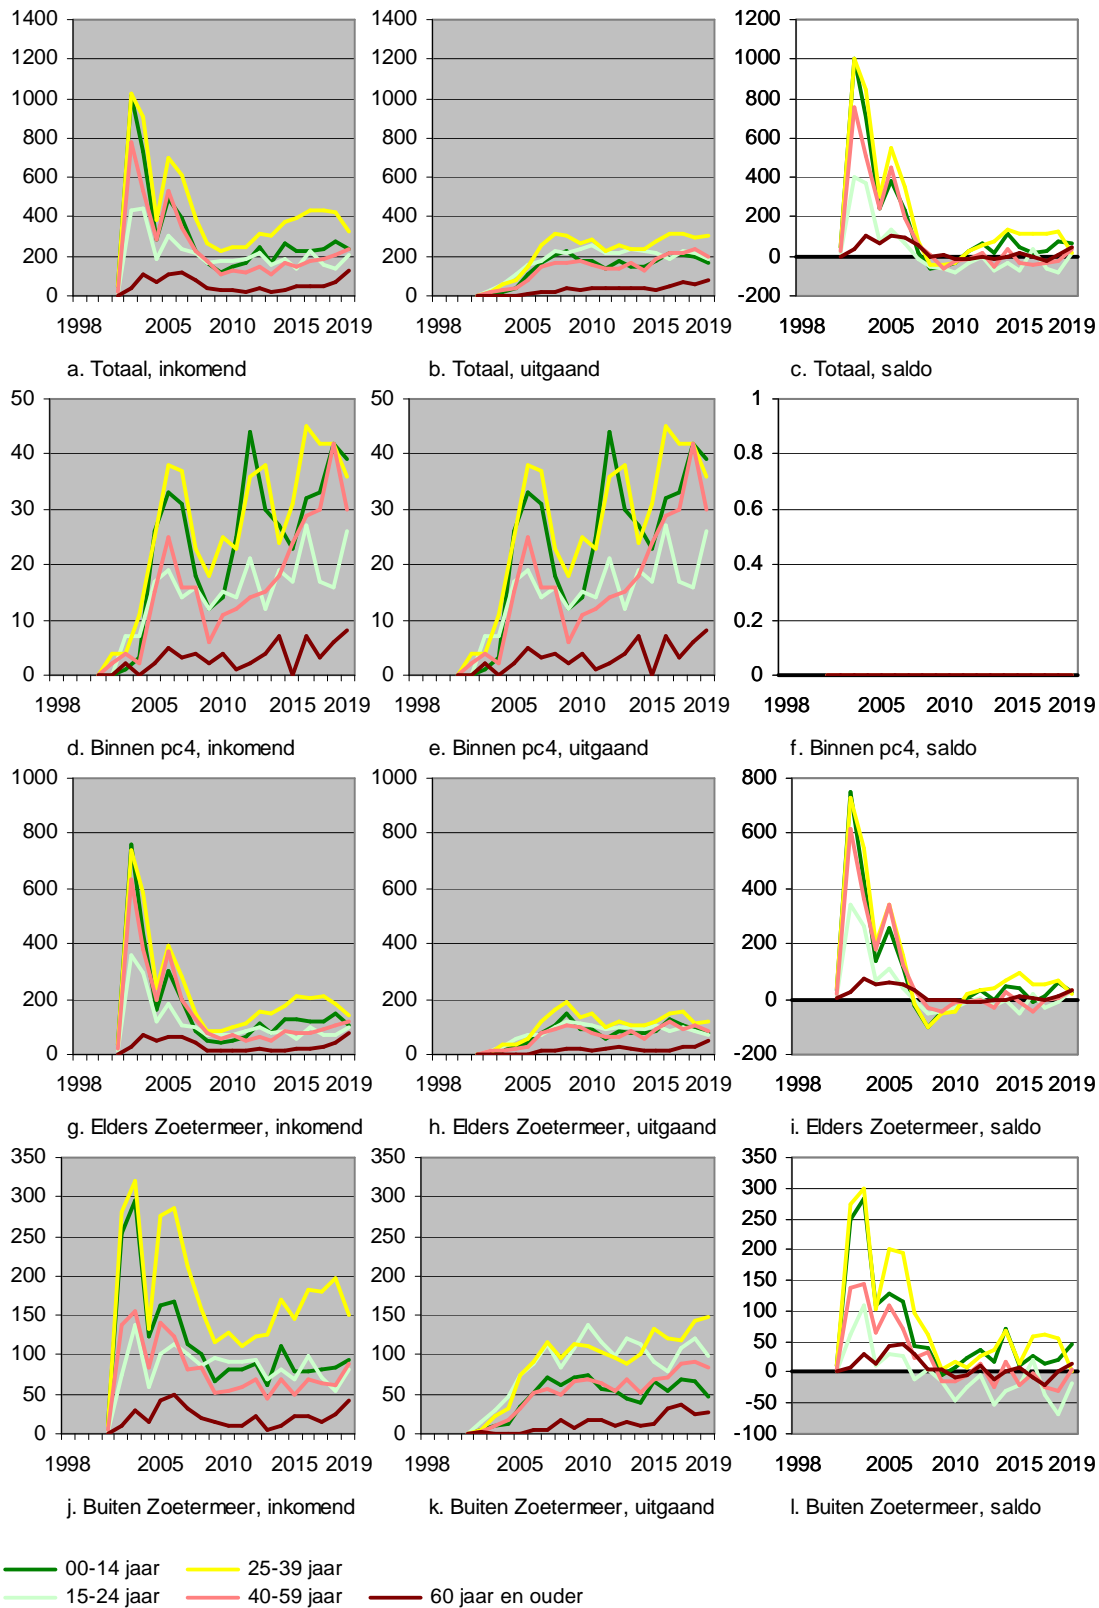 1400 1400 1200
1200 1200 1000
1000 1000 800
800 800 600
600 600 400
400 400 200
200 200 0
0 0 -200
1998 2005 2010 2015 2019 1998 2005 2010 2015 2019 1998 2005 2010 2015 2019
a. Totaal, inkomend b. Totaal, uitgaand c. Totaal, saldo
50 50 1
40 40 0.8
30 30 0.6
20 20 0.4
10 10 0.2
0 0 0
1998 2005 2010 2015 2019 1998 2005 2010 2015 2019 1998 2005 2010 2015 2019
d. Binnen pc4, inkomend e. Binnen pc4, uitgaand f. Binnen pc4, saldo
1000 1000 800
800 800 600
600 600 400
400 400 200
200 200 0
0 0 -200
1998 2005 2010 2015 2019 1998 2005 2010 2015 2019 1998 2005 2010 2015 2019
g. Elders Zoetermeer, inkomend h. Elders Zoetermeer, uitgaand i. Elders Zoetermeer, saldo
350 350 350
300 300 300
250 250 250
200 200 200
150 150 150
100 100 100
50 50 50
0 0 0
-50
-100
1998 2005 2010 2015 2019 1998 2005 2010 2015 2019 1998 2005 2010 2015 2019
j. Buiten Zoetermeer, inkomend k. Buiten Zoetermeer, uitgaand l. Buiten Zoetermeer, saldo
00-14 jaar 25-39 jaar
15-24 jaar 40-59 jaar 60 jaar en ouder